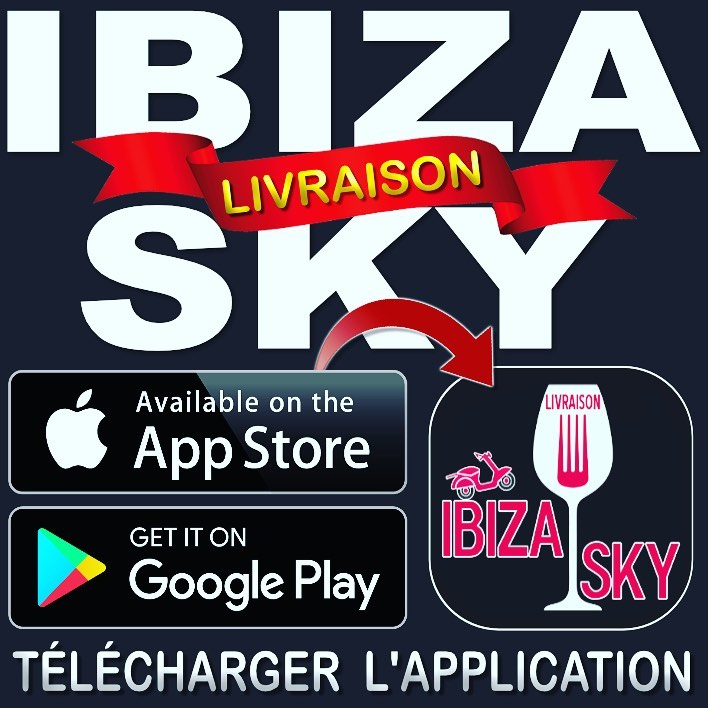 IBIZA
LIVRAISON
SKY
Available on the
App Store
GET IT ON
Google Play
LIVRAISON
IBIZA
SKY
TÉLÉCHARGER L'APPLICATION